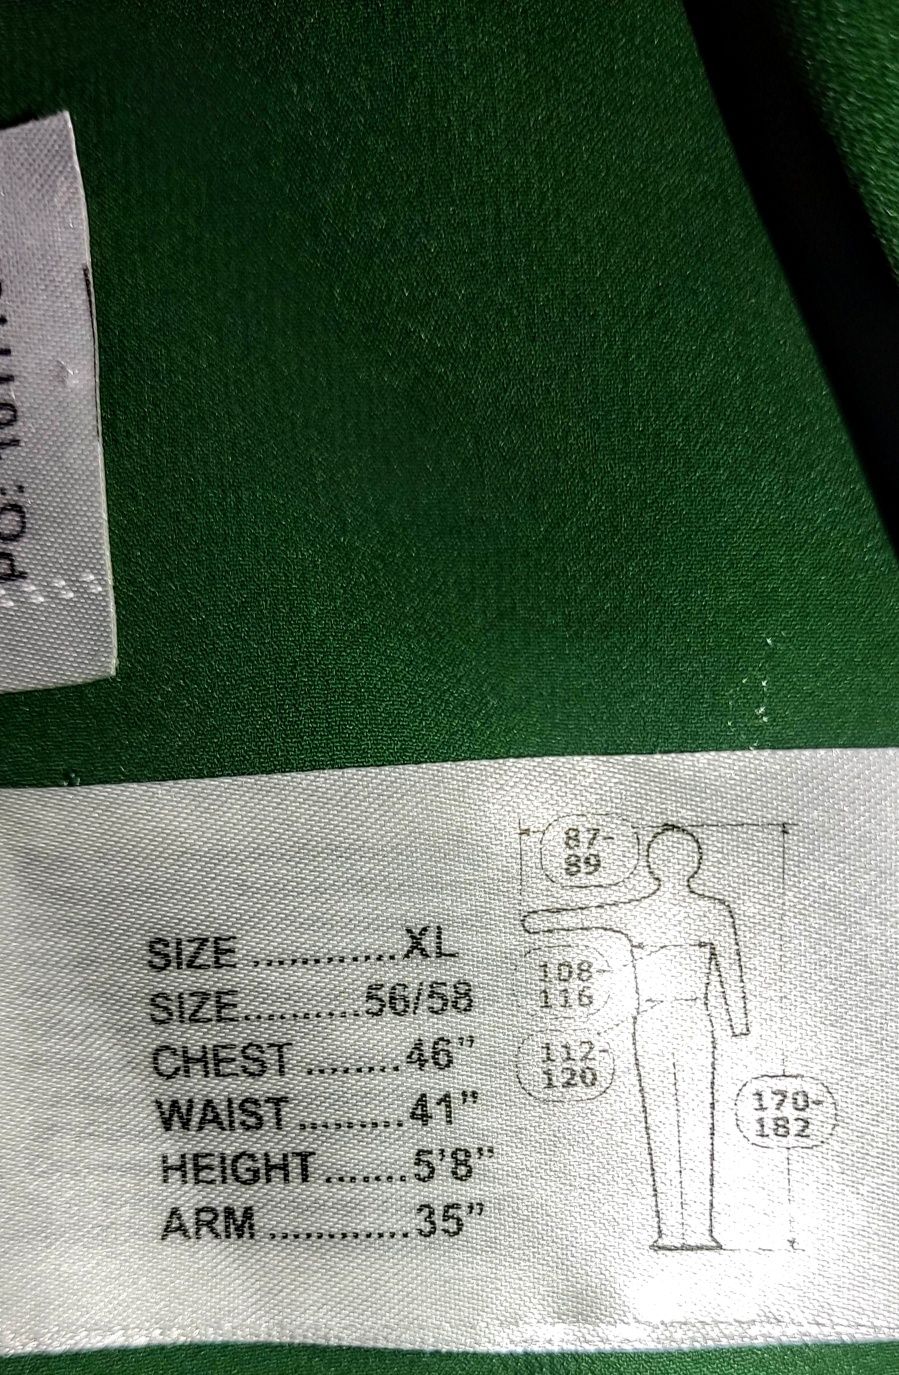 SIZE ............XL
SIZE..........56/58
CHEST ........46”
WAIST .........41”
HEIGHT.......5’8”
ARM ............35”
87-
89
108-
116
112-
120
170-
182